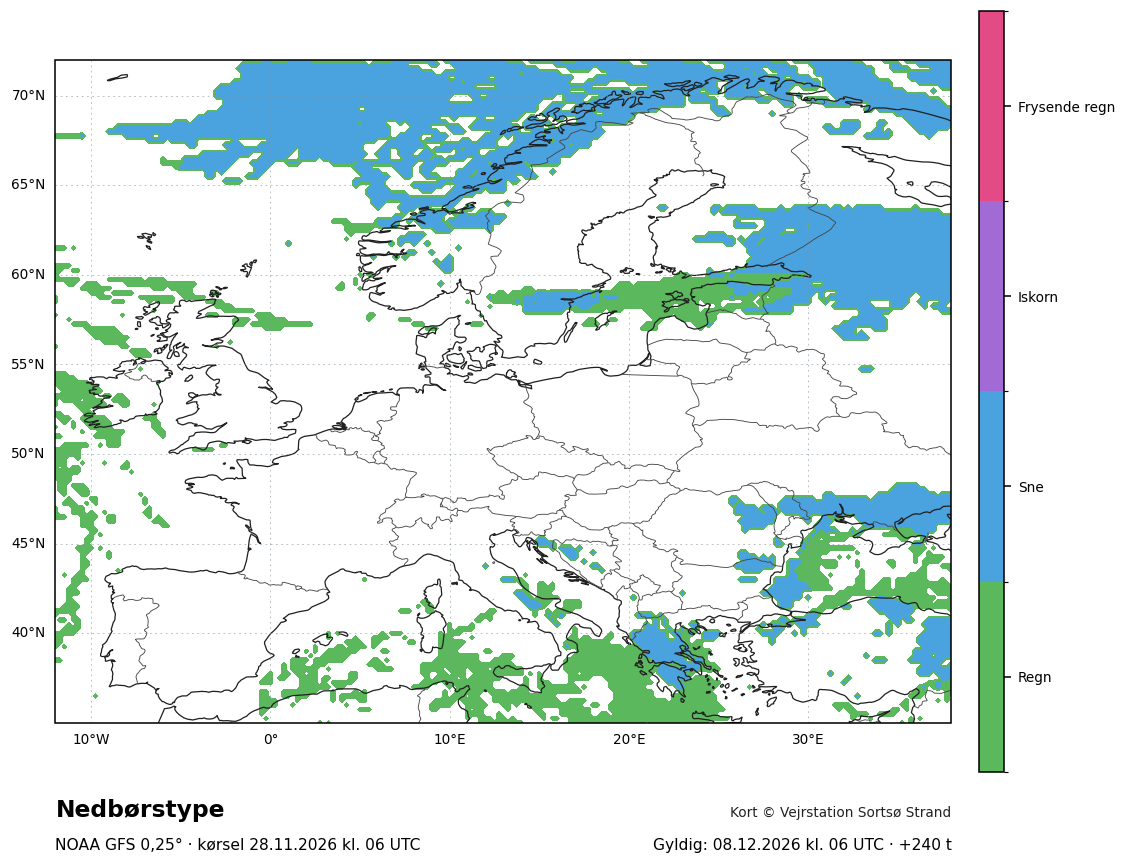 70°N
65°N
60°N
55°N
50°N
45°N
40°N
10°W
0°
10°E
20°E
30°E
Frysende regn
Iskorn
Sne
Regn
Nedbørstype
Kort © Vejrstation Sortsø Strand
NOAA GFS 0,25° · kørsel 28.11.2026 kl. 06 UTC
Gyldig: 08.12.2026 kl. 06 UTC · +240 t